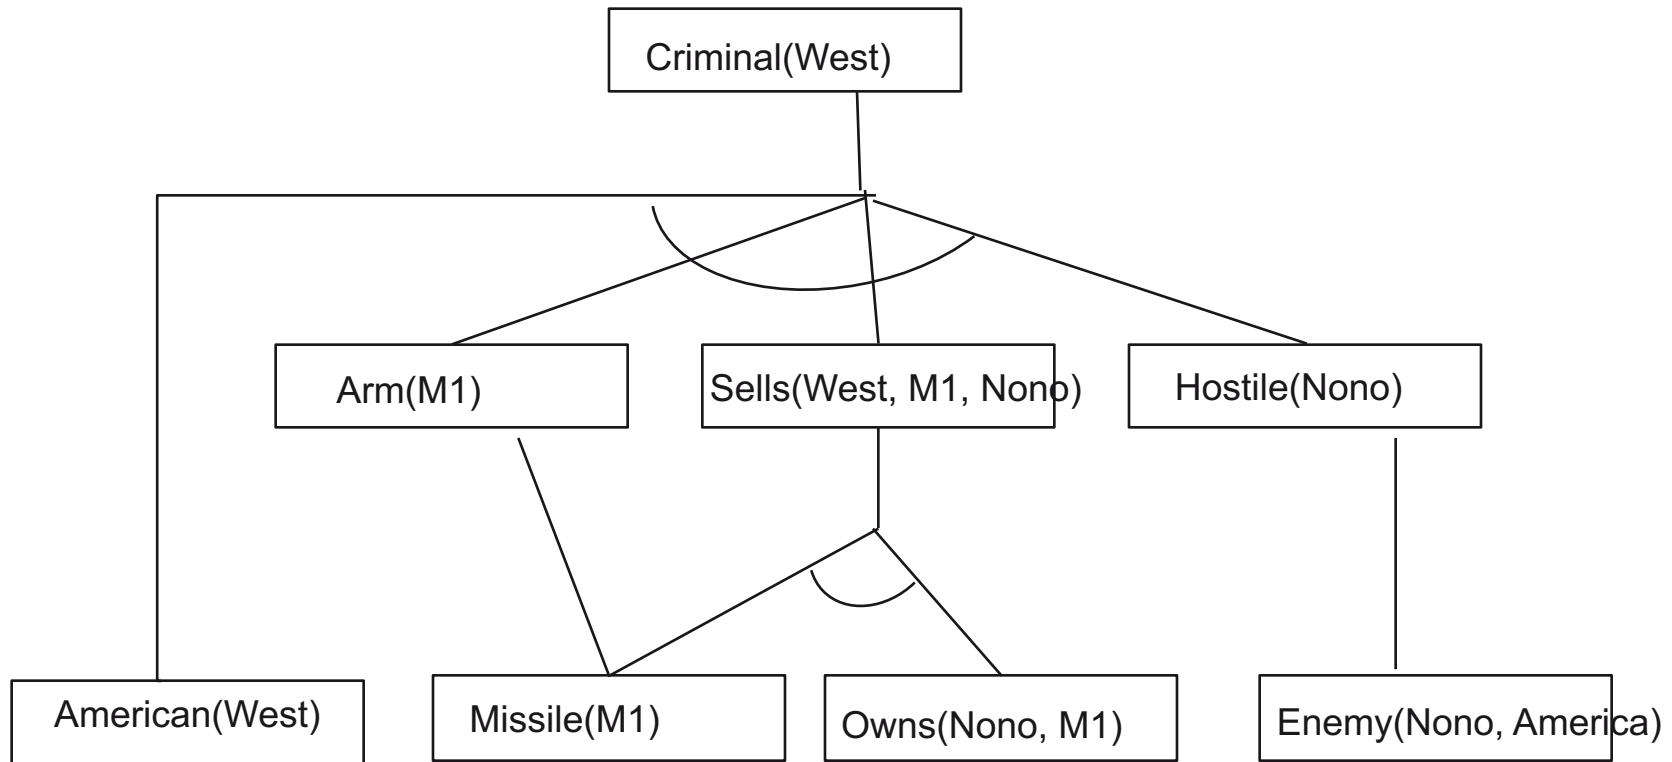 Criminal(West)
Arm(M1)
Sells(West, M1, Nono)
Hostile(Nono)
American(West)
Missile(M1)
Owns(Nono, M1)
Enemy(Nono, America)